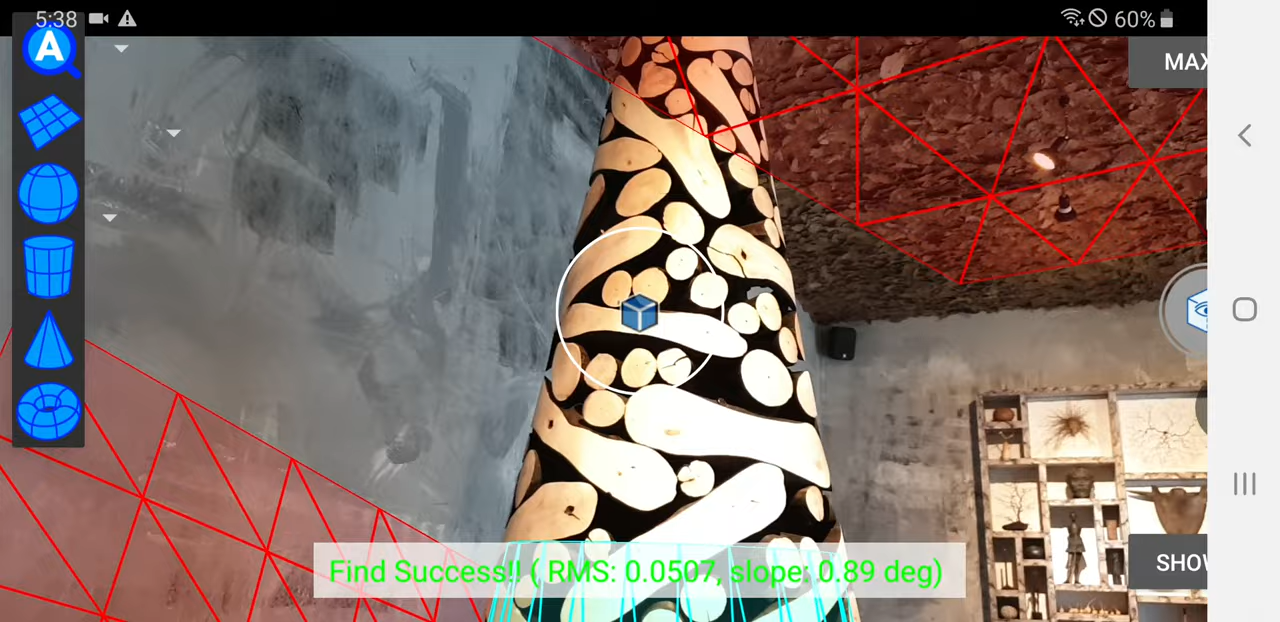 5:38
60%
A
MAX
SHOW
Find Success!! ( RMS: 0.0507, slope: 0.89 deg)